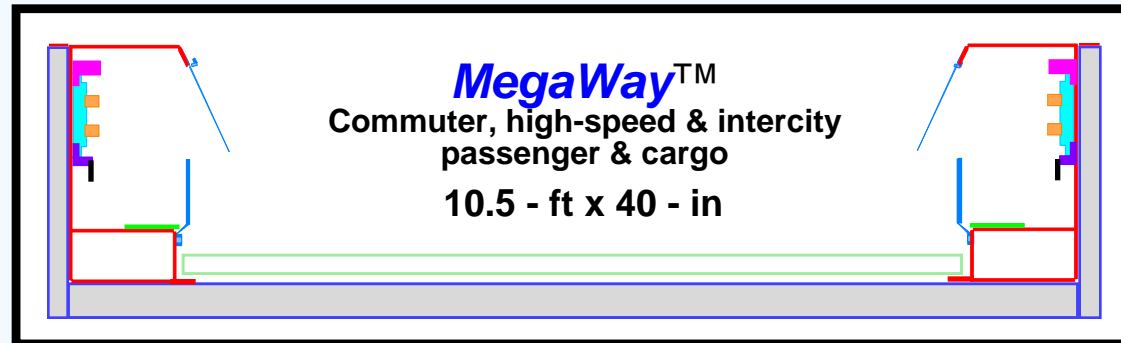 MegaWay™
Commuter, high-speed & intercity
passenger & cargo
10.5 - ft x 40 - in